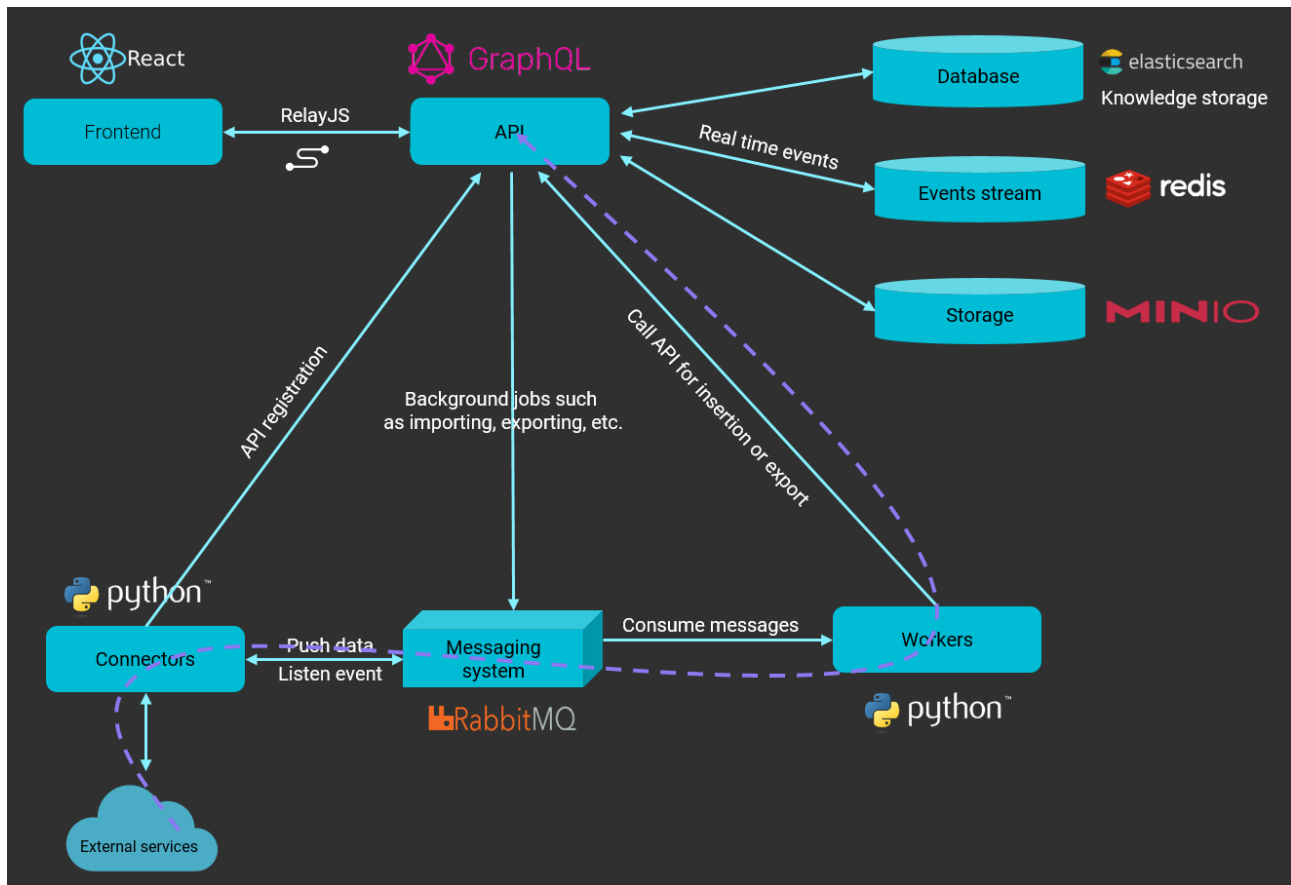 React
GraphQL
elasticsearch
Knowledge storage
Database
Frontend
RelayJS
API
Real time events
Events stream
redis
Storage
MINIO
API registration
Call API for insertion or export
Background jobs such
as importing, exporting, etc.
python™
Connectors
Push data
Listen event
Messaging
system
Consume messages
Workers
RabbitMQ
python™
External services